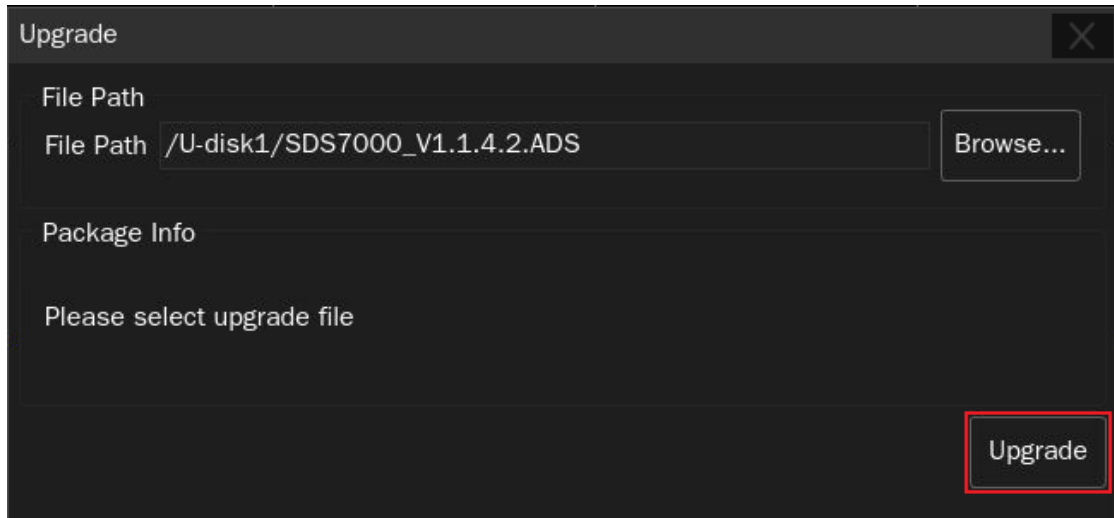 Upgrade
File Path
File Path /U-disk1/SDS7000_V1.1.4.2.ADS Browse...
Package Info
Please select upgrade file
Upgrade